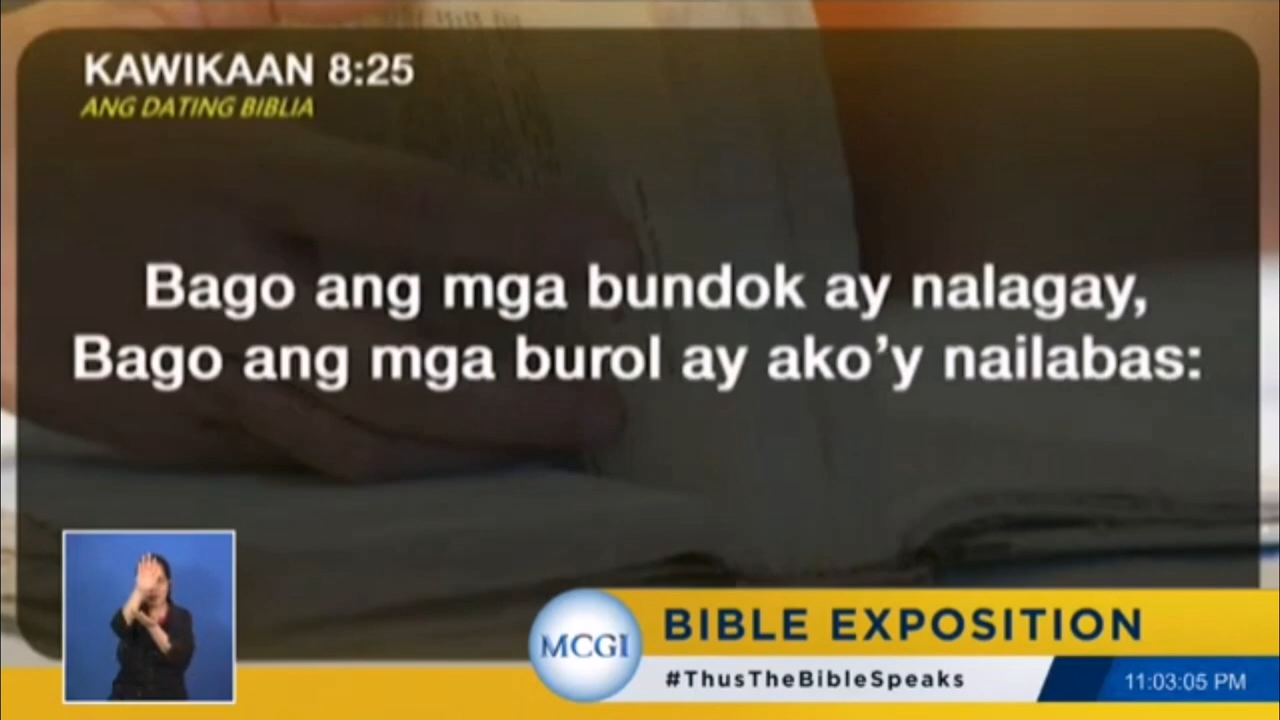 KAWIKAAN 8:25
ANG DATING BIBLIA
Bago ang mga bundok ay nalagay,
Bago ang mga burol ay ako’y nailabas:
MCGI
BIBLE EXPOSITION
#ThusTheBibleSpeaks
11:03:05 PM